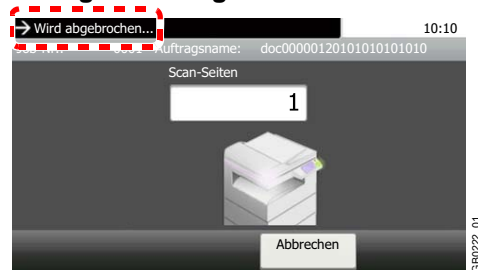 → Wird abgebrochen... 10:10
Auftragsname: doc00000120101010101010
Scan-Seiten
1
Abbrechen
GB0222_01